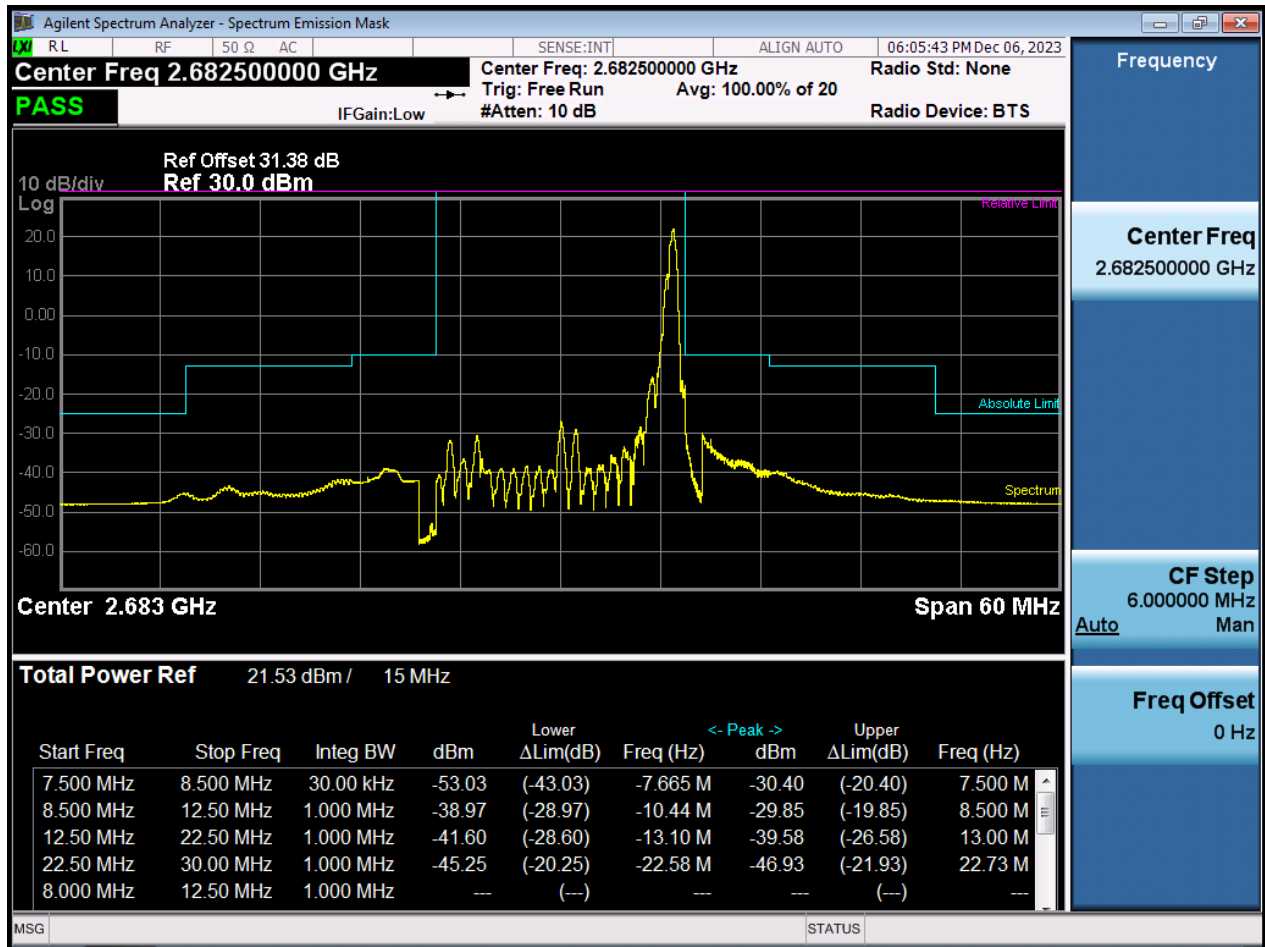 Agilent Spectrum Analyzer - Spectrum Emission Mask
LXI RL RF 50 Ω AC SENSE:INT ALIGN AUTO 06:05:43 PM Dec 06, 2023
Center Freq 2.682500000 GHz Center Freq: 2.682500000 GHz Radio Std: None
Trig: Free Run Avg: 100.00% of 20
PASS IFGain:Low #Atten: 10 dB Radio Device: BTS
Ref Offset 31.38 dB
10 dB/div Ref 30.0 dBm
Log
Relative Limit
20.0
10.0
0.00
-10.0
-20.0
Absolute Limit
-30.0
-40.0
Spectrum
-50.0
-60.0
Center 2.683 GHz Span 60 MHz
Total Power Ref 21.53 dBm / 15 MHz
Lower <- Peak -> Upper
Start Freq Stop Freq Integ BW dBm ΔLim(dB) Freq (Hz) dBm ΔLim(dB) Freq (Hz)
7.500 MHz 8.500 MHz 30.00 kHz -53.03 (-43.03) -7.665 M -30.40 (-20.40) 7.500 M
8.500 MHz 12.50 MHz 1.000 MHz -38.97 (-28.97) -10.44 M -29.85 (-19.85) 8.500 M
12.50 MHz 22.50 MHz 1.000 MHz -41.60 (-28.60) -13.10 M -39.58 (-26.58) 13.00 M
22.50 MHz 30.00 MHz 1.000 MHz -45.25 (-20.25) -22.58 M -46.93 (-21.93) 22.73 M
8.000 MHz 12.50 MHz 1.000 MHz --- (---) --- --- (---) ---
MSG STATUS
Frequency
Center Freq
2.682500000 GHz
CF Step
6.000000 MHz
Auto Man
Freq Offset
0 Hz